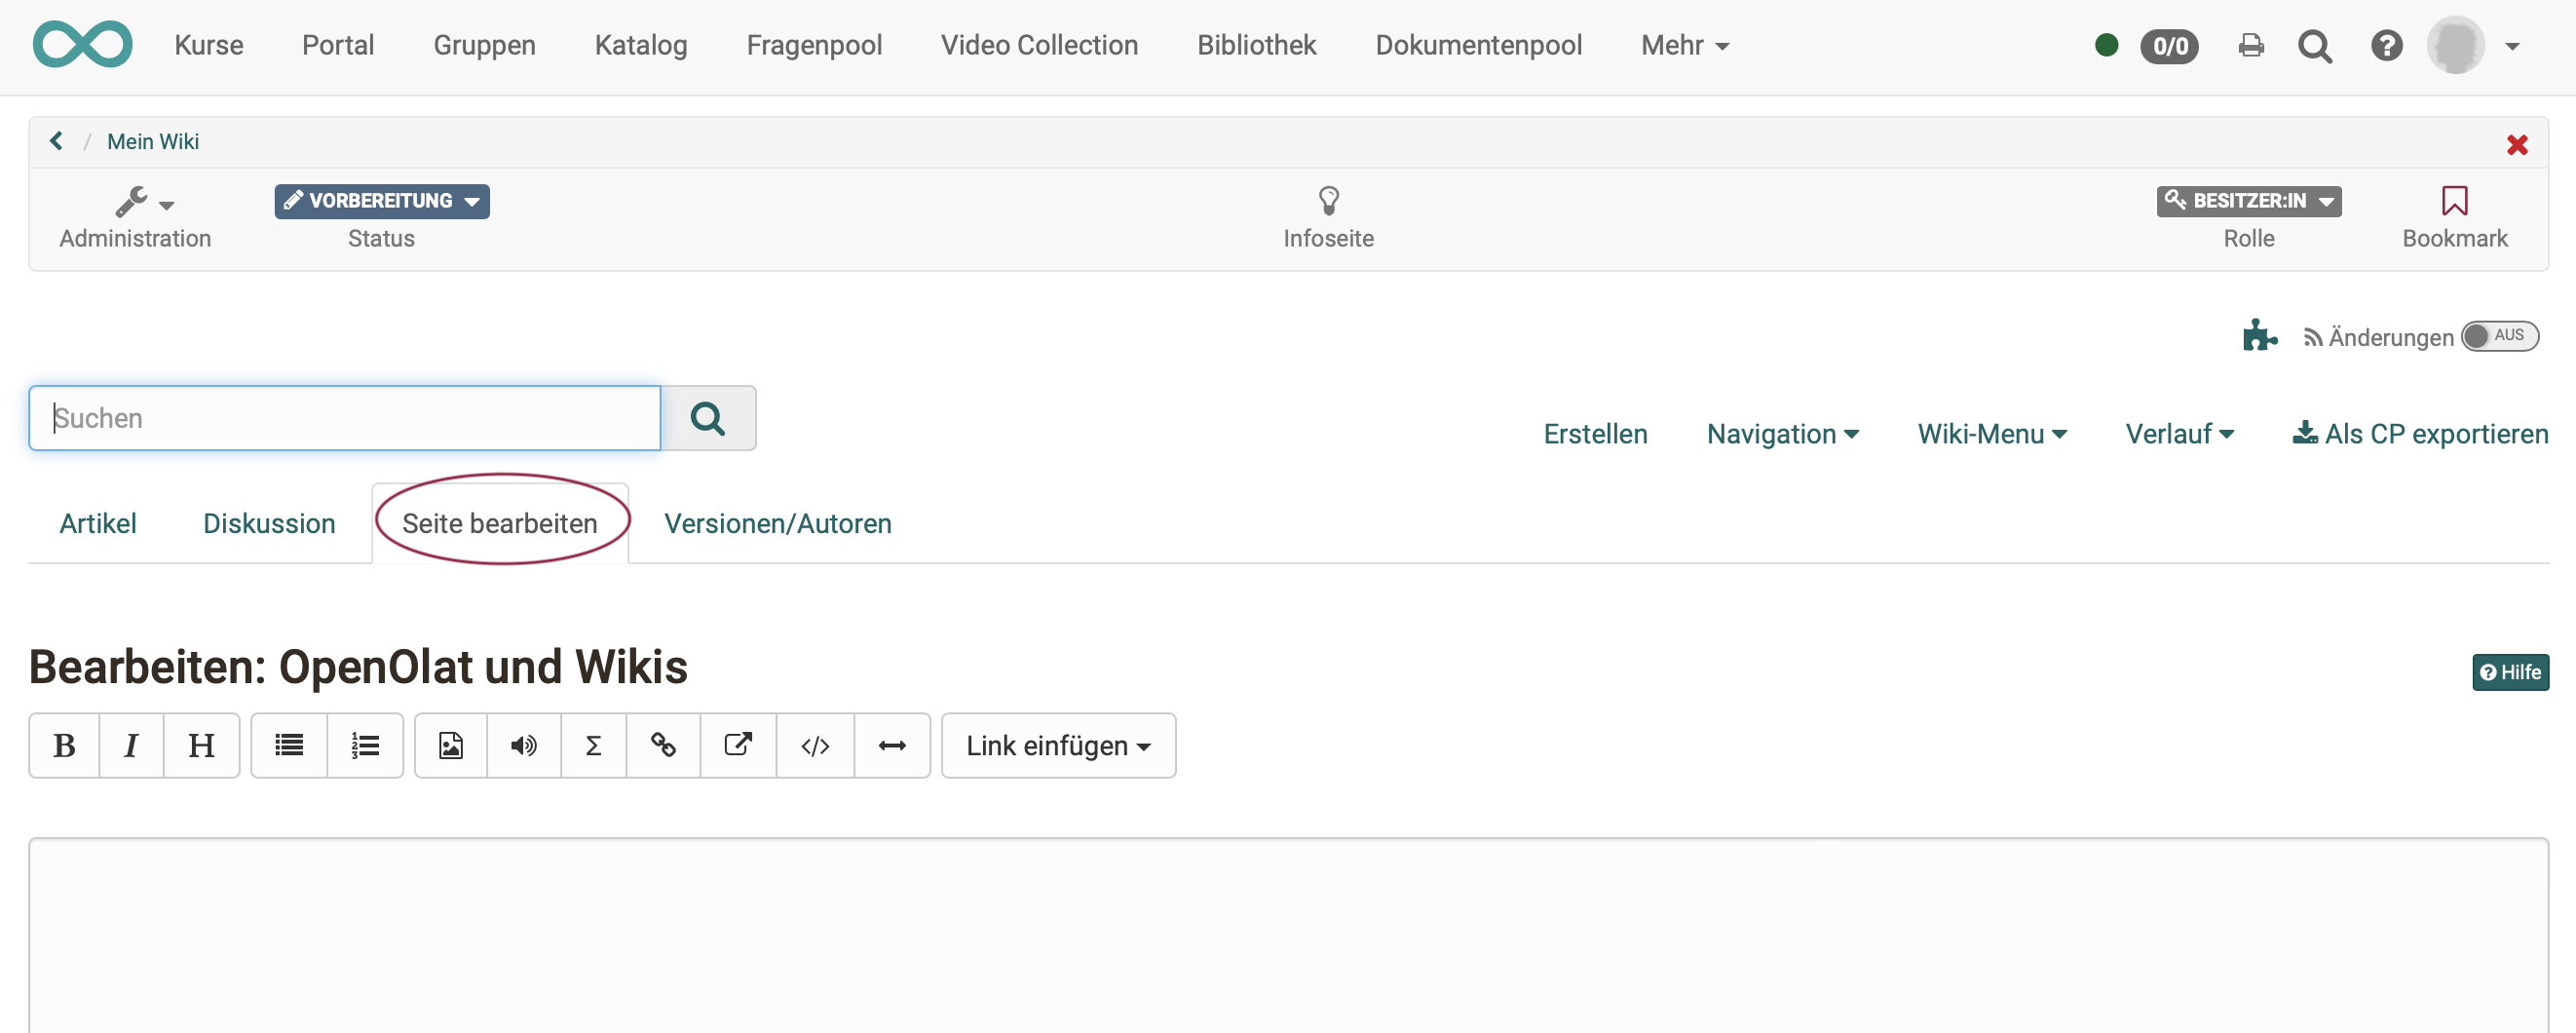 Kurse Portal Gruppen Katalog Fragenpool Video Collection Bibliothek Dokumentenpool Mehr 0/0
/ Mein Wiki
VORBEREITUNG BESITZER:IN
Administration Status Infoseite Rolle Bookmark
Änderungen AUS
Suchen
Erstellen Navigation Wiki-Menu Verlauf Als CP exportieren
Artikel Diskussion Seite bearbeiten Versionen/Autoren
Bearbeiten: OpenOlat und Wikis
Hilfe
B I H Σ </> Link einfügen